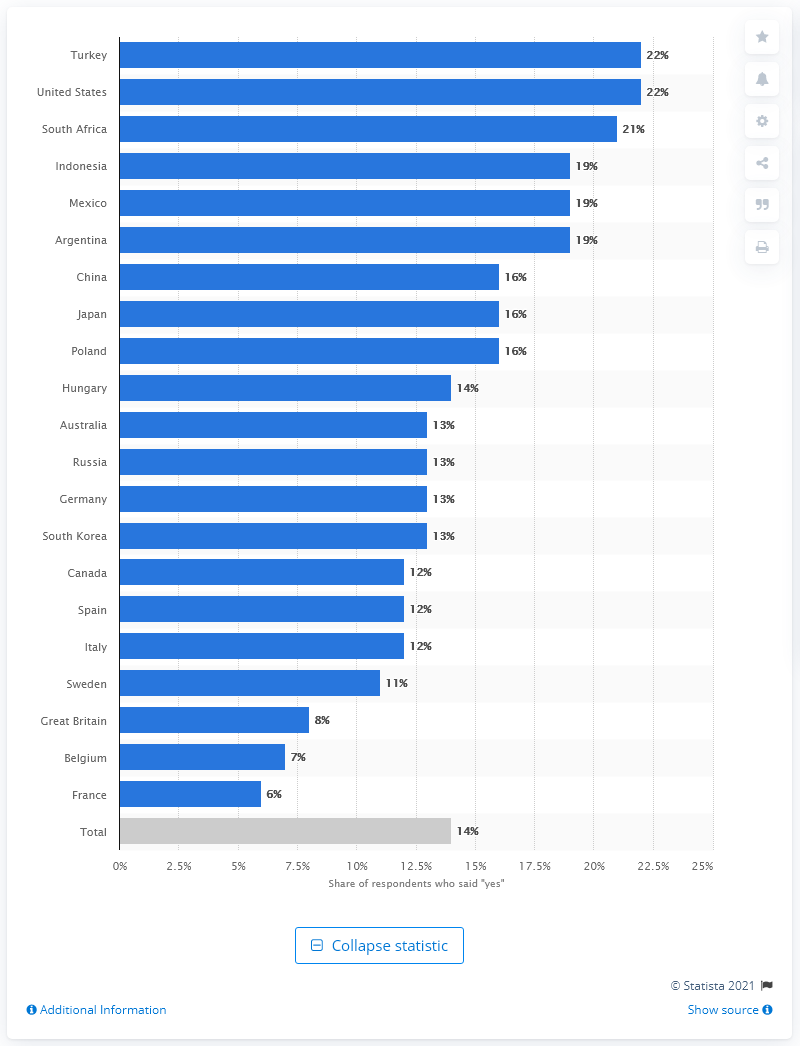 Turkey 22%
United States 22%
South Africa 21%
Indonesia 19%
Mexico 19%
Argentina 19%
China 16%
Japan 16%
Poland 16%
Hungary 14%
Australia 13%
Russia 13%
Germany 13%
South Korea 13%
Canada 12%
Spain 12%
Italy 12%
Sweden 11%
Great Britain 8%
Belgium 7%
France 6%
Total 14%
0% 2.5% 5% 7.5% 10% 12.5% 15% 17.5% 20% 22.5% 25%
Share of respondents who said "yes"
Collapse statistic
© Statista 2021
Additional Information Show source